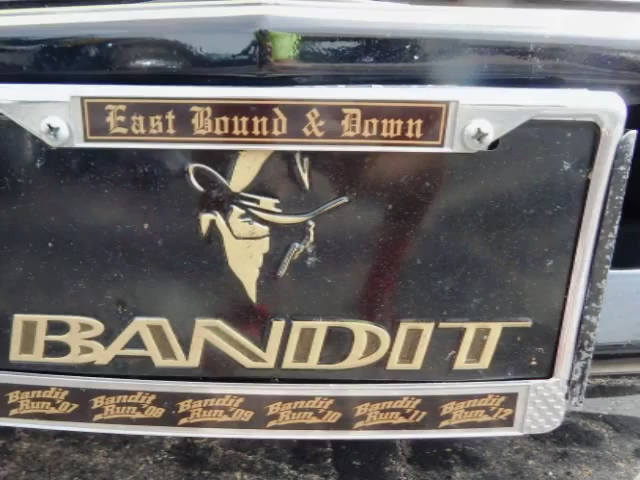 East Bound & Down
BANDIT
Bandit Run '07 Bandit Run '08 Bandit Run '09 Bandit Run '10 Bandit Run '11 Bandit Run '12